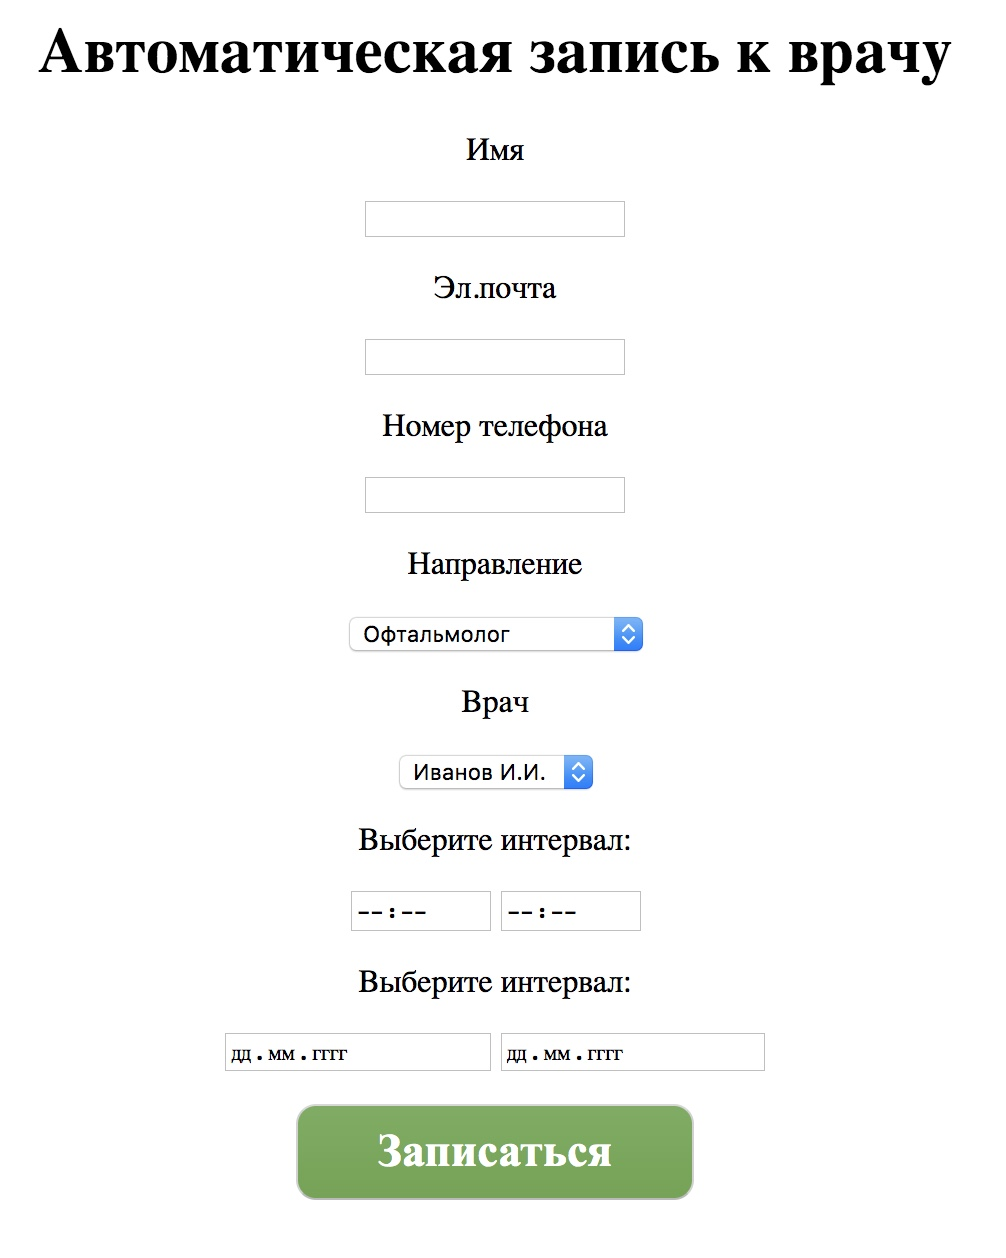 Автоматическая запись к врачу
Имя
Эл.почта
Номер телефона
Направление
Офтальмолог
Врач
Иванов И.И.
Выберите интервал:
--:-- --:--
Выберите интервал:
дд.мм.гггг дд.мм.гггг
Записаться